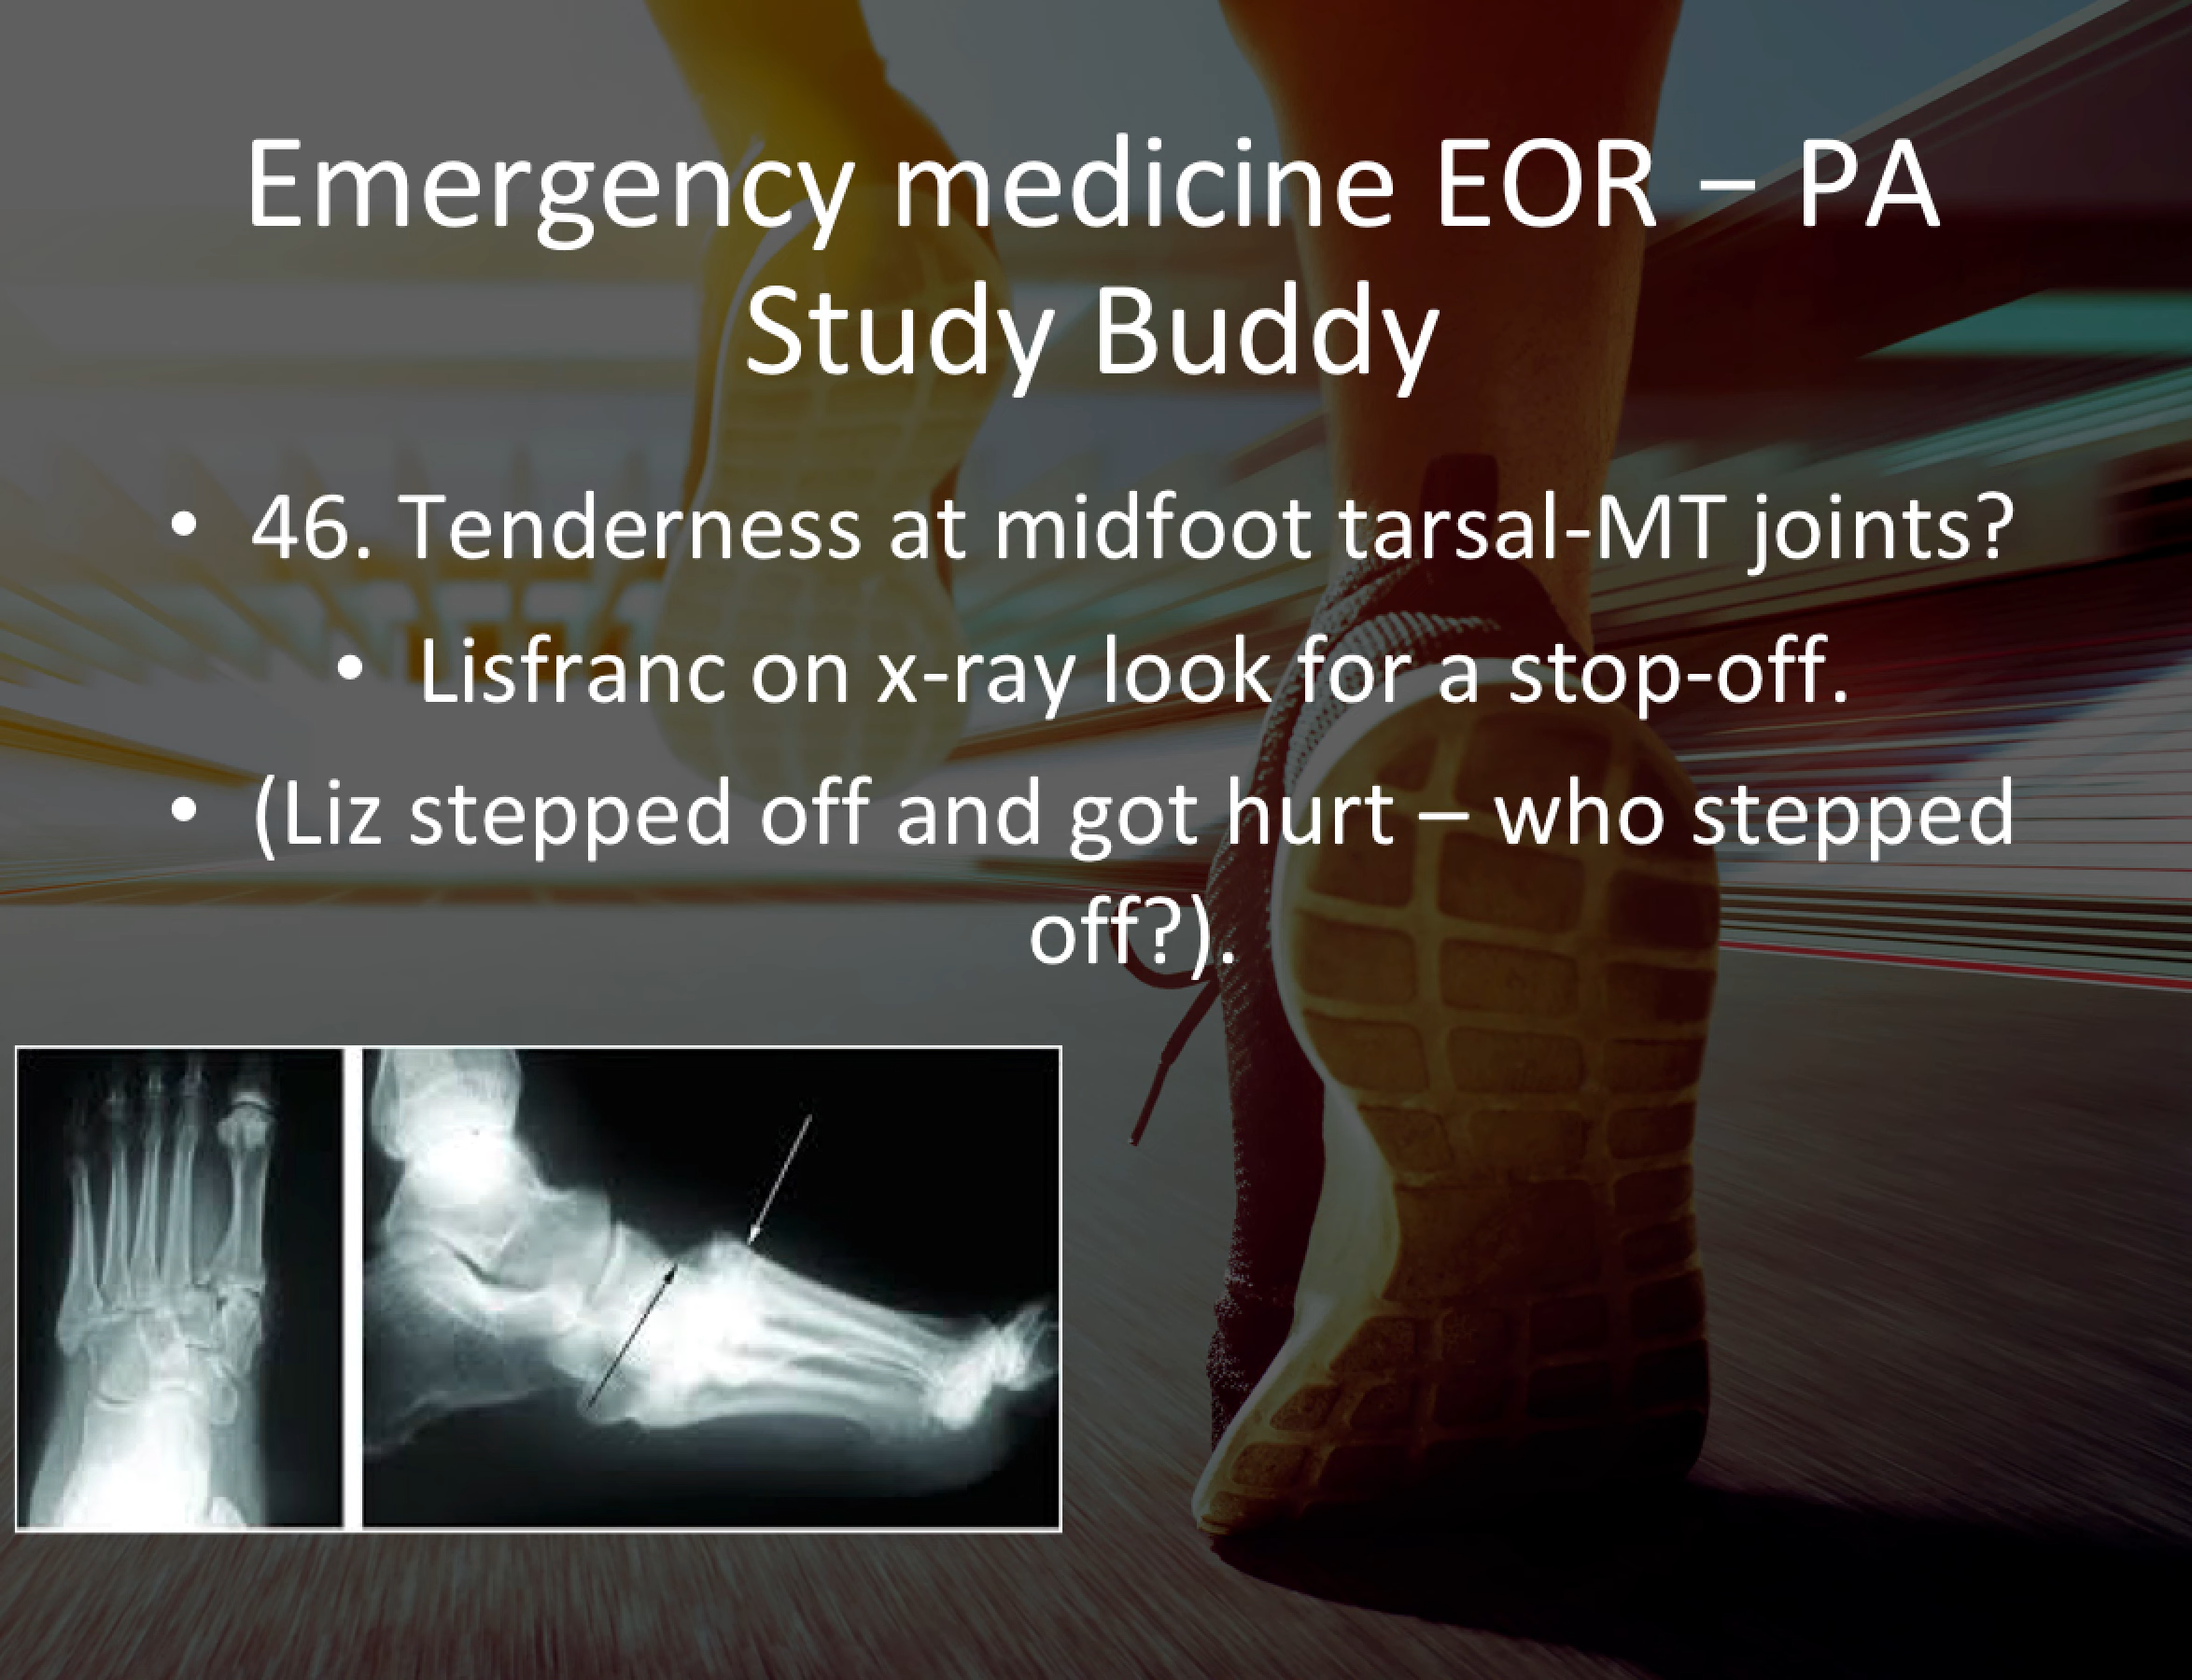 Emergency medicine EOR – PA
Study Buddy
• 46. Tenderness at midfoot tarsal-MT joints?
• Lisfranc on x-ray look for a stop-off.
• (Liz stepped off and got hurt – who stepped
off?).